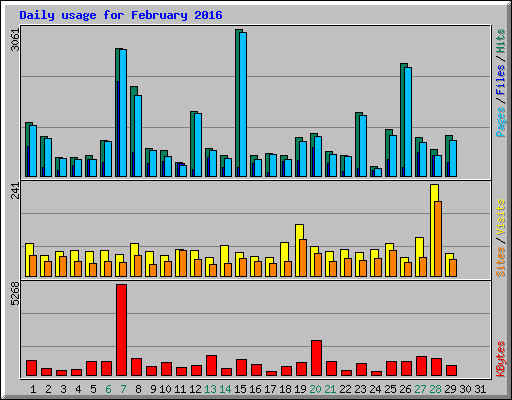 Daily usage for February 2016
3061
Pages / Files / Hits
241
Sites / Visits
5268
KBytes
1 2 3 4 5 6 7 8 9 10 11 12 13 14 15 16 17 18 19 20 21 22 23 24 25 26 27 28 29 30 31